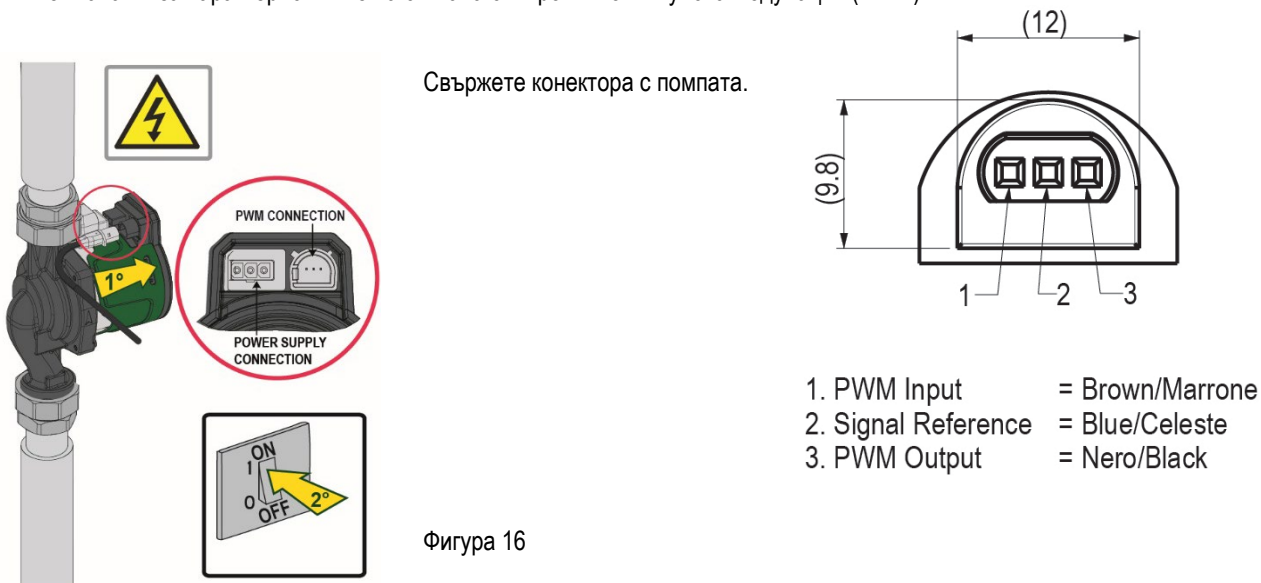 Свържете конектора с помпата.
PWM CONNECTION
POWER SUPPLY
CONNECTION
1°
ON
1
0
OFF
2°
Фигура 16
(12)
(9.8)
1
2
3
1. PWM Input = Brown/Marrone
2. Signal Reference = Blue/Celeste
3. PWM Output = Nero/Black